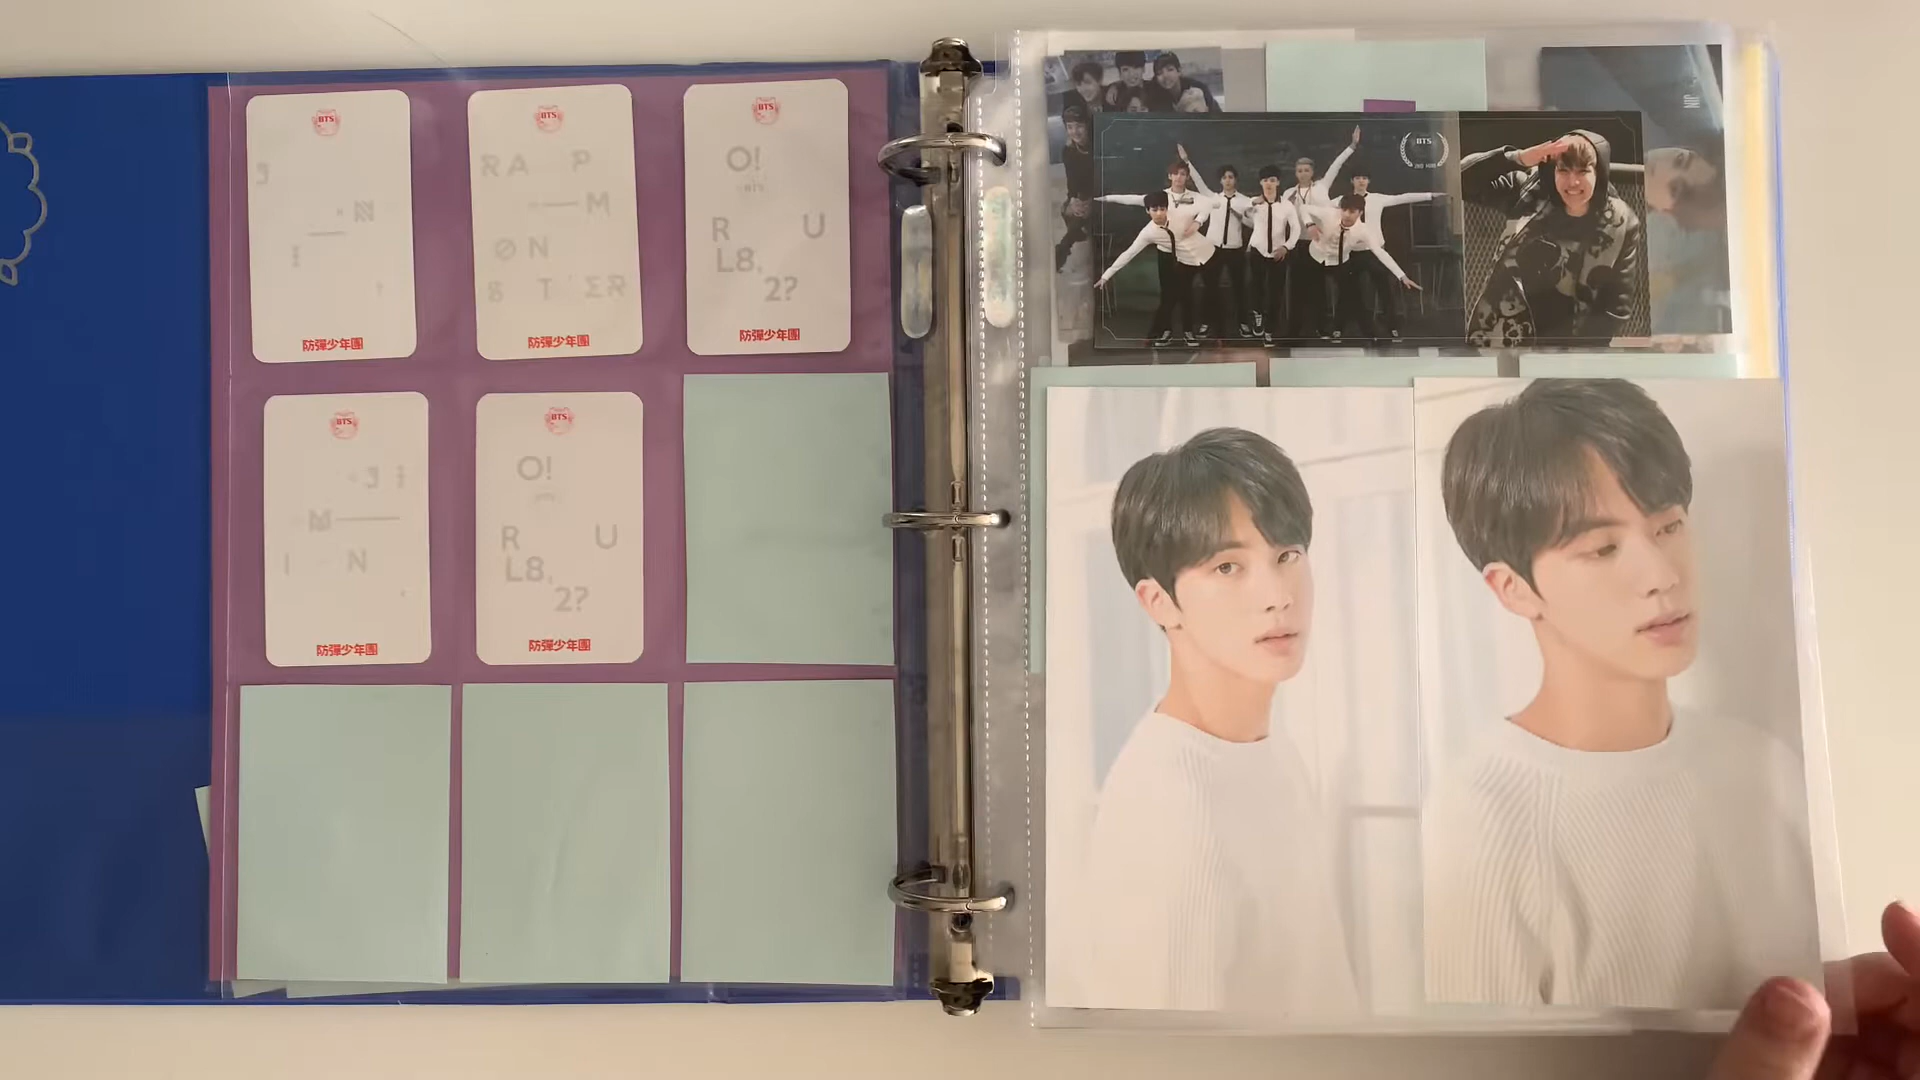 BTS
J
N
I
防彈少年團
BTS
RA P
M
ON
S T ' ER
防彈少年團
BTS
O!
BTS
R U
L8,
2?
防彈少年團
BTS
J I
M
I N
防彈少年團
BTS
O!
R U
L8,
2?
防彈少年團
BTS
JIN